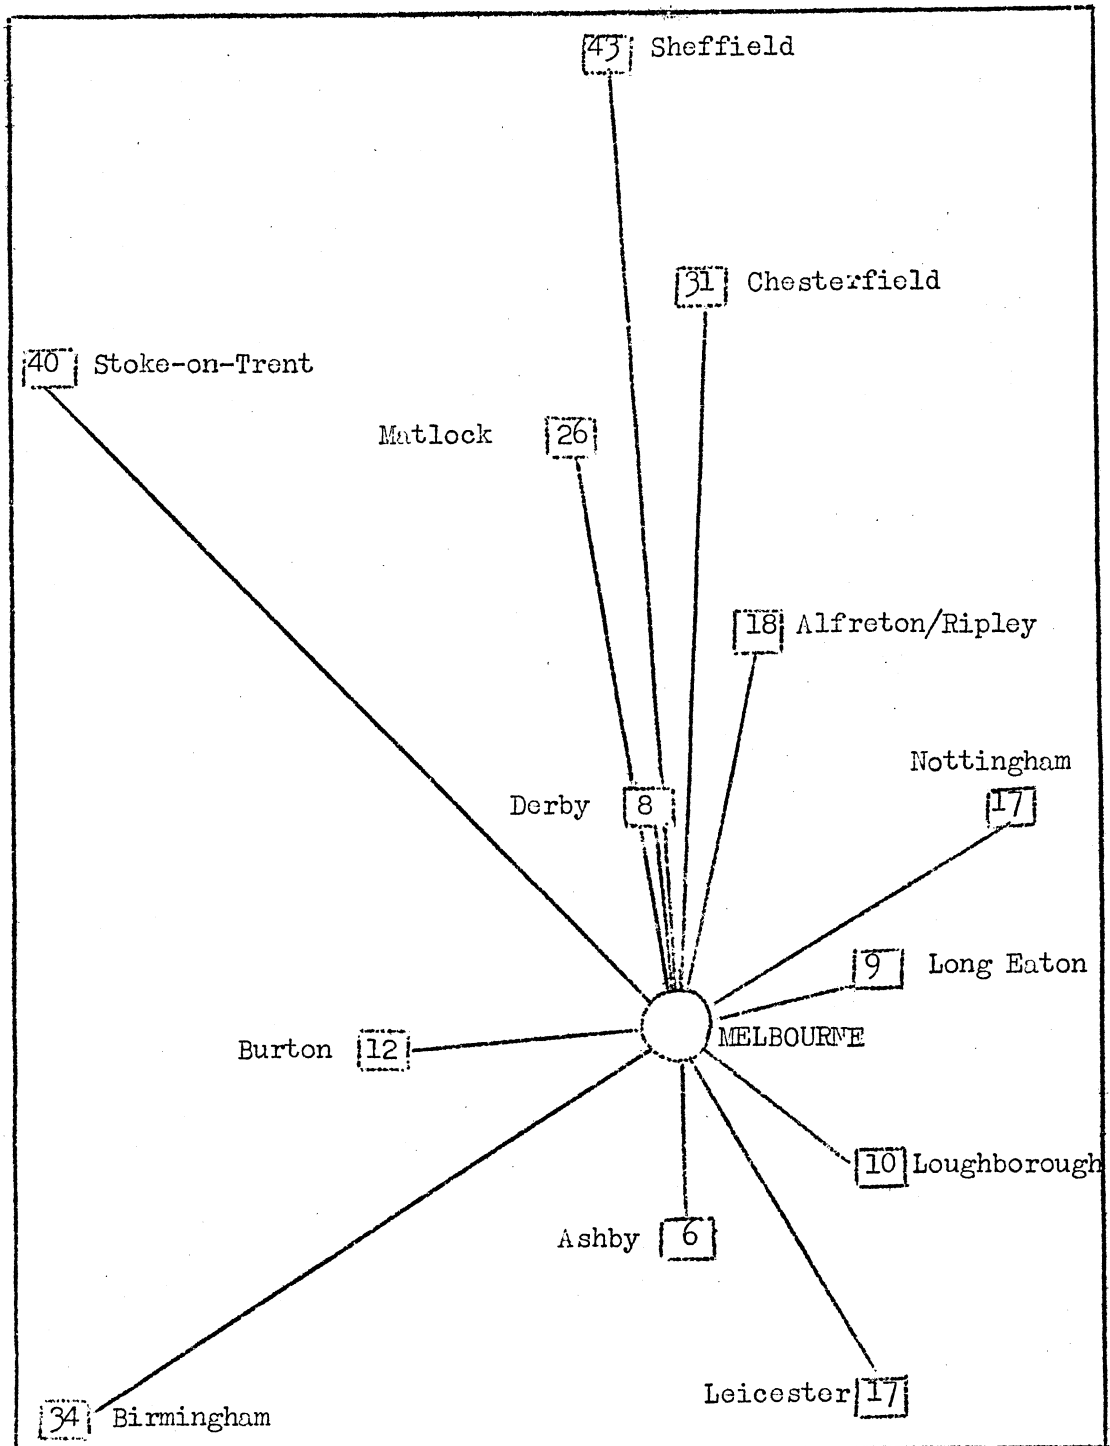 43 Sheffield
31 Chesterfield
40 Stoke-on-Trent
Matlock 26
18 Alfreton/Ripley
Nottingham
17
Derby 8
9 Long Eaton
MELBOURNE
Burton 12
10 Loughborough
Ashby 6
Leicester 17
34 Birmingham